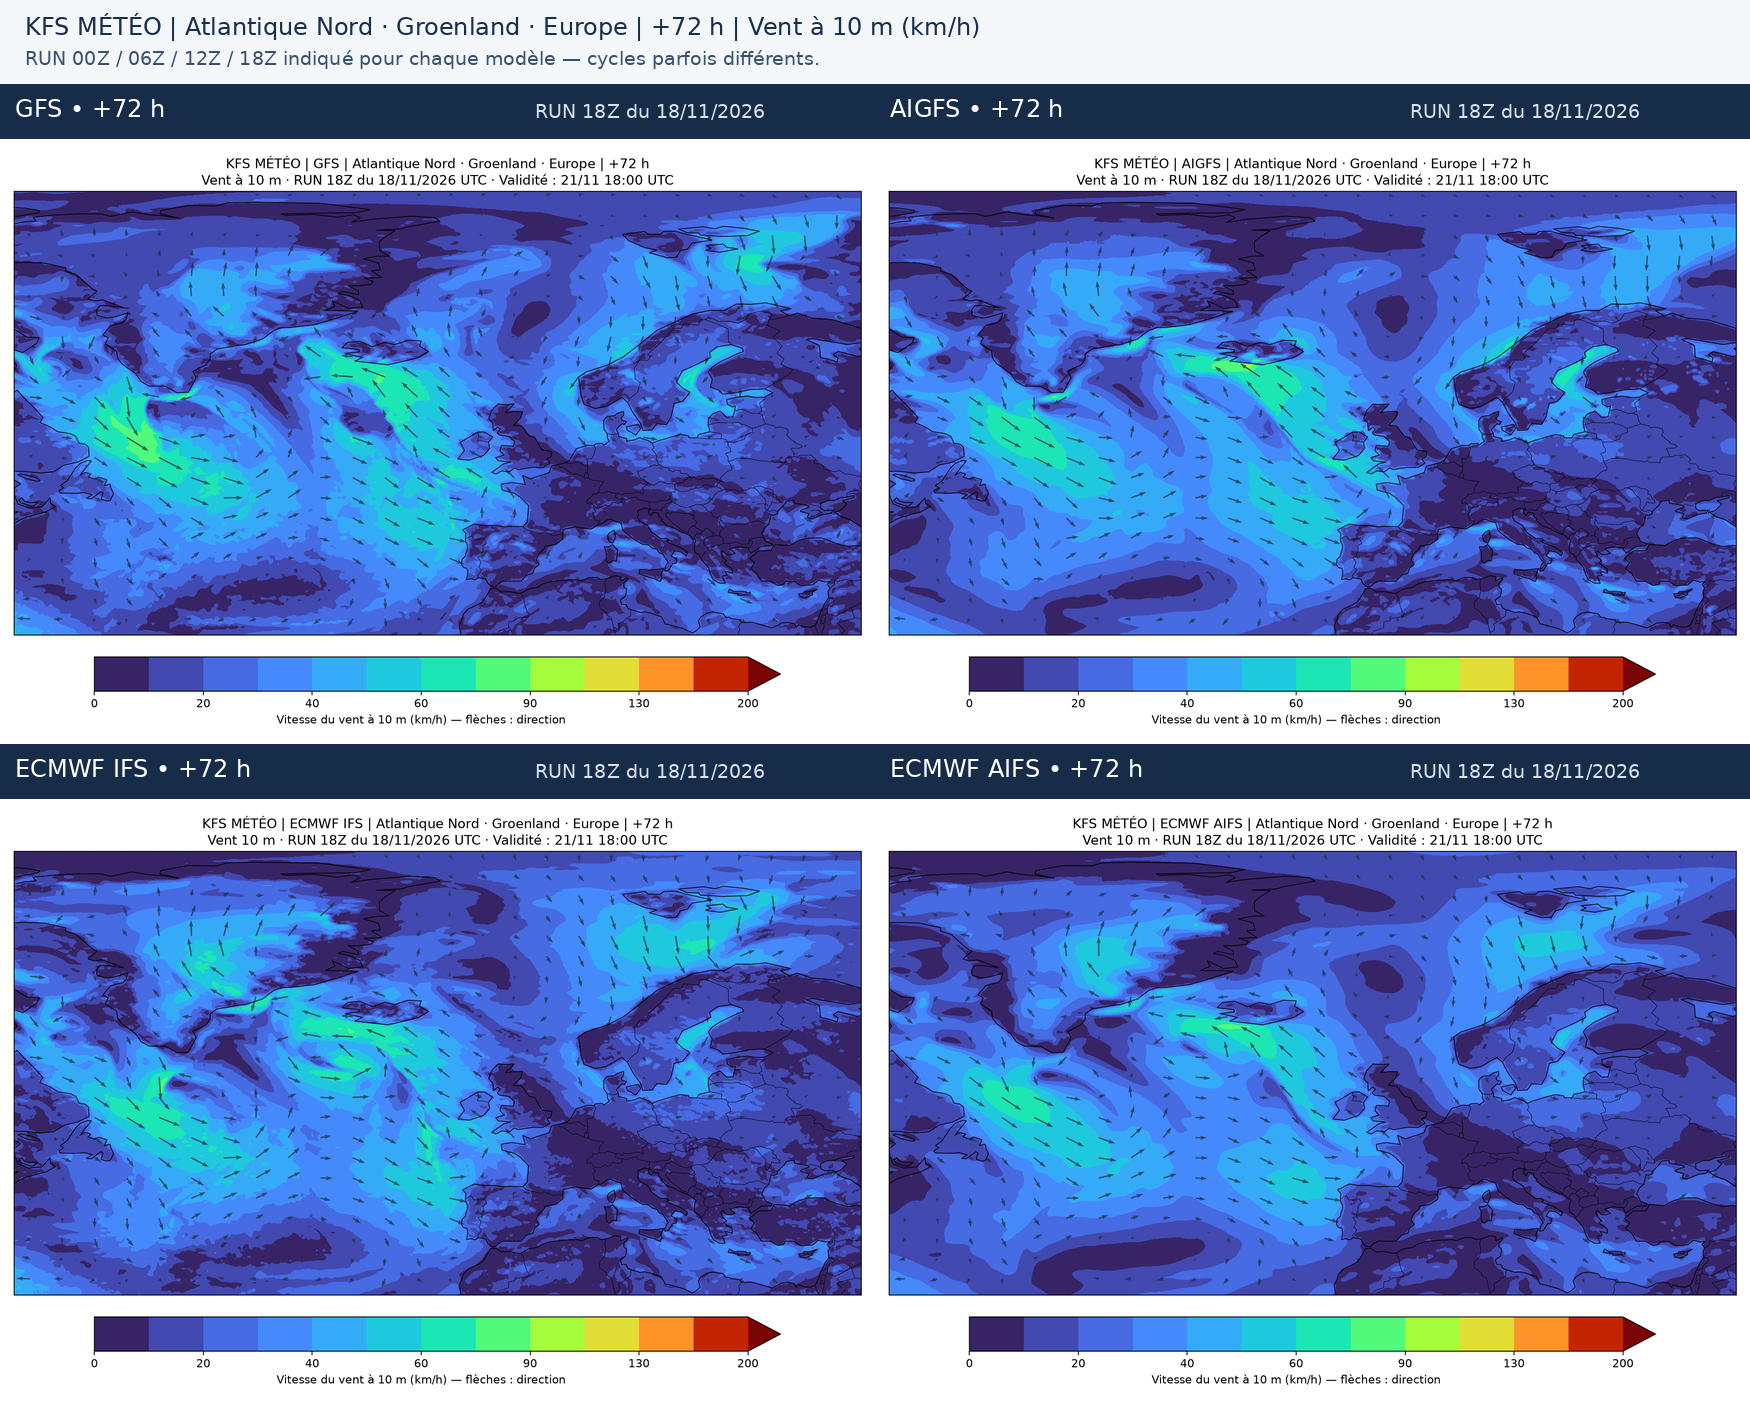 KFS MÉTÉO | Atlantique Nord · Groenland · Europe | +72 h | Vent à 10 m (km/h)
RUN 00Z / 06Z / 12Z / 18Z indiqué pour chaque modèle — cycles parfois différents.
GFS • +72 h
RUN 18Z du 18/11/2026
KFS MÉTÉO | GFS | Atlantique Nord · Groenland · Europe | +72 h
Vent à 10 m · RUN 18Z du 18/11/2026 UTC · Validité : 21/11 18:00 UTC
0 20 40 60 90 130 200
Vitesse du vent à 10 m (km/h) — flèches : direction
AIGFS • +72 h
RUN 18Z du 18/11/2026
KFS MÉTÉO | AIGFS | Atlantique Nord · Groenland · Europe | +72 h
Vent à 10 m · RUN 18Z du 18/11/2026 UTC · Validité : 21/11 18:00 UTC
0 20 40 60 90 130 200
Vitesse du vent à 10 m (km/h) — flèches : direction
ECMWF IFS • +72 h
RUN 18Z du 18/11/2026
KFS MÉTÉO | ECMWF IFS | Atlantique Nord · Groenland · Europe | +72 h
Vent 10 m · RUN 18Z du 18/11/2026 UTC · Validité : 21/11 18:00 UTC
0 20 40 60 90 130 200
Vitesse du vent à 10 m (km/h) — flèches : direction
ECMWF AIFS • +72 h
RUN 18Z du 18/11/2026
KFS MÉTÉO | ECMWF AIFS | Atlantique Nord · Groenland · Europe | +72 h
Vent 10 m · RUN 18Z du 18/11/2026 UTC · Validité : 21/11 18:00 UTC
0 20 40 60 90 130 200
Vitesse du vent à 10 m (km/h) — flèches : direction